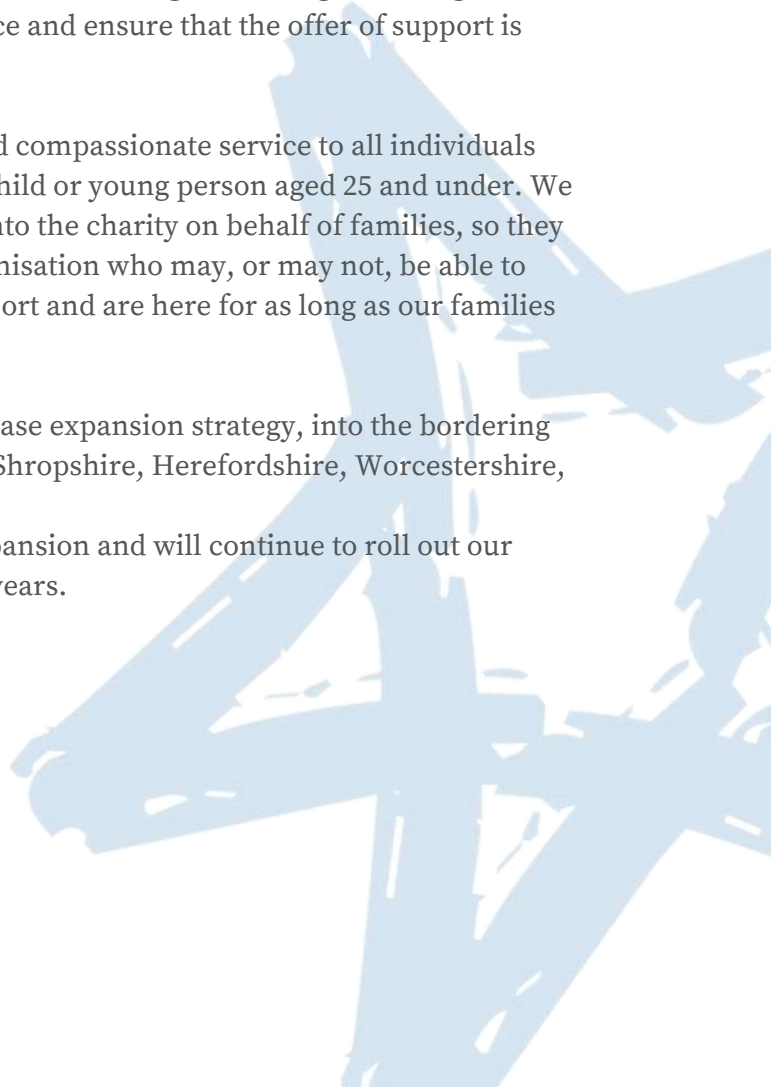 ce and ensure that the offer of support is
d compassionate service to all individuals
hild or young person aged 25 and under. We
nto the charity on behalf of families, so they
nisation who may, or may not, be able to
ort and are here for as long as our families
ase expansion strategy, into the bordering
Shropshire, Herefordshire, Worcestershire,
pansion and will continue to roll out our
years.